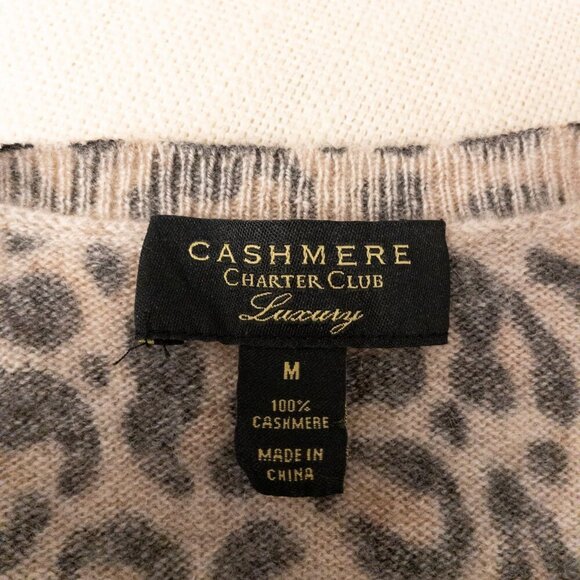 CASHMERE
CHARTER CLUB
Luxury
M
100%
CASHMERE
MADE IN
CHINA